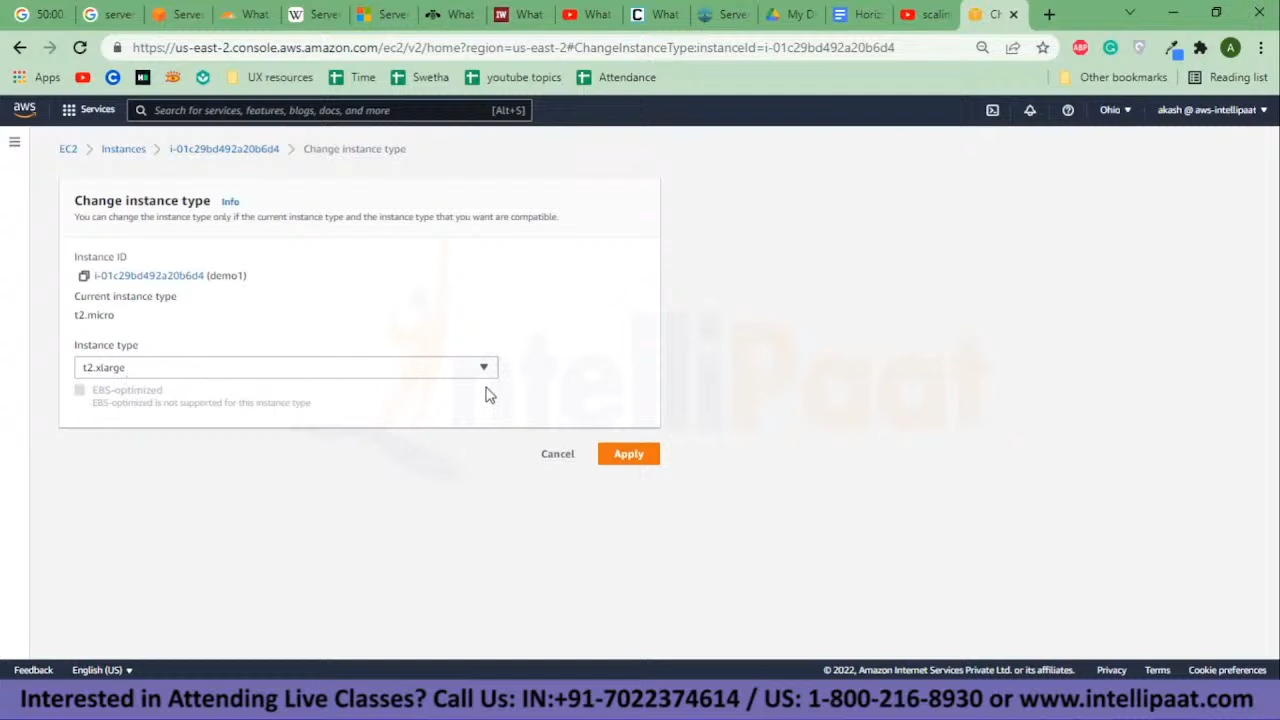 50:00 server Server What Server Server What What What What Server My D Horiz scalin Ch
https://us-east-2.console.aws.amazon.com/ec2/v2/home?region=us-east-2#ChangeInstanceType:instanceId=i-01c29bd492a20b6d4 ABP A
Apps UX resources Time Swetha youtube topics Attendance Other bookmarks Reading list
aws Services Search for services, features, blogs, docs, and more [Alt+S] Ohio akash @ aws-intellipaat
EC2 Instances i-01c29bd492a20b6d4 Change instance type
Change instance type Info
You can change the instance type only if the current instance type and the instance type that you want are compatible.
Instance ID
i-01c29bd492a20b6d4 (demo1)
Current instance type
t2.micro
Instance type
t2.xlarge
EBS-optimized
EBS-optimized is not supported for this instance type
IntelliPaat
Cancel Apply
Feedback English (US) © 2022, Amazon Internet Services Private Ltd. or its affiliates. Privacy Terms Cookie preferences
Interested in Attending Live Classes? Call Us: IN:+91-7022374614 / US: 1-800-216-8930 or www.intellipaat.com